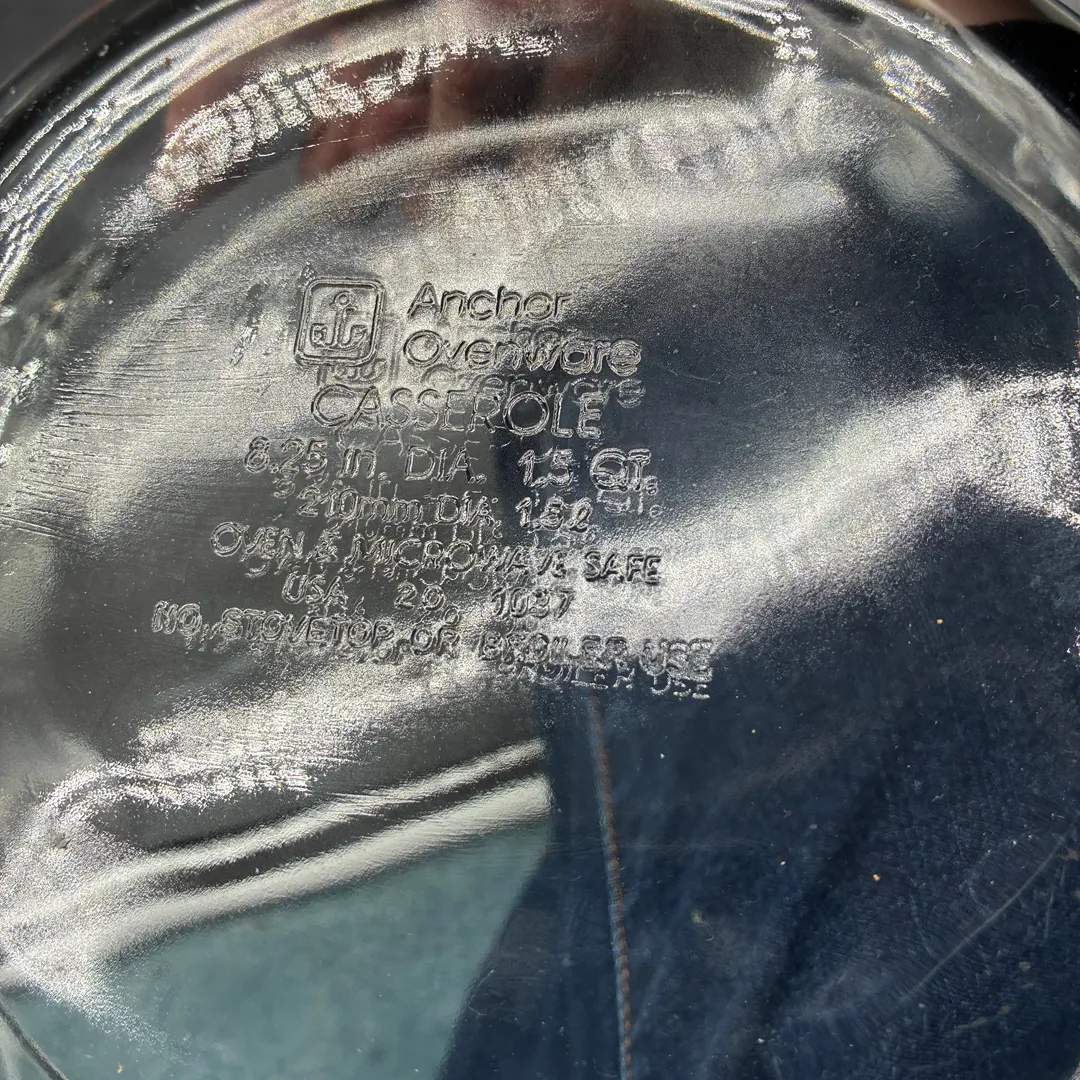 Anchor
Ovenware
CASSEROLE
8.25 in. DIA. 1.5 QT.
210mm DIA. 1.5ℓ
OVEN & MICROWAVE SAFE
USA 29 1037
NO STOVETOP OR BROILER USE